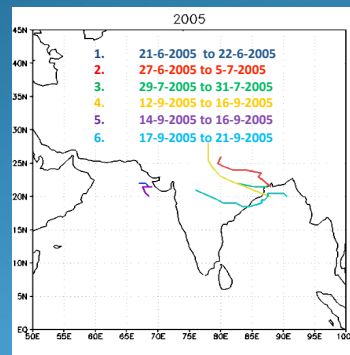 2005
45N
40N
35N
30N
25N
20N
15N
10N
5N
EQ
1. 21-6-2005 to 22-6-2005
2. 27-6-2005 to 5-7-2005
3. 29-7-2005 to 31-7-2005
4. 12-9-2005 to 16-9-2005
5. 14-9-2005 to 16-9-2005
6. 17-9-2005 to 21-9-2005
50E 55E 60E 65E 70E 75E 80E 85E 90E 95E 100